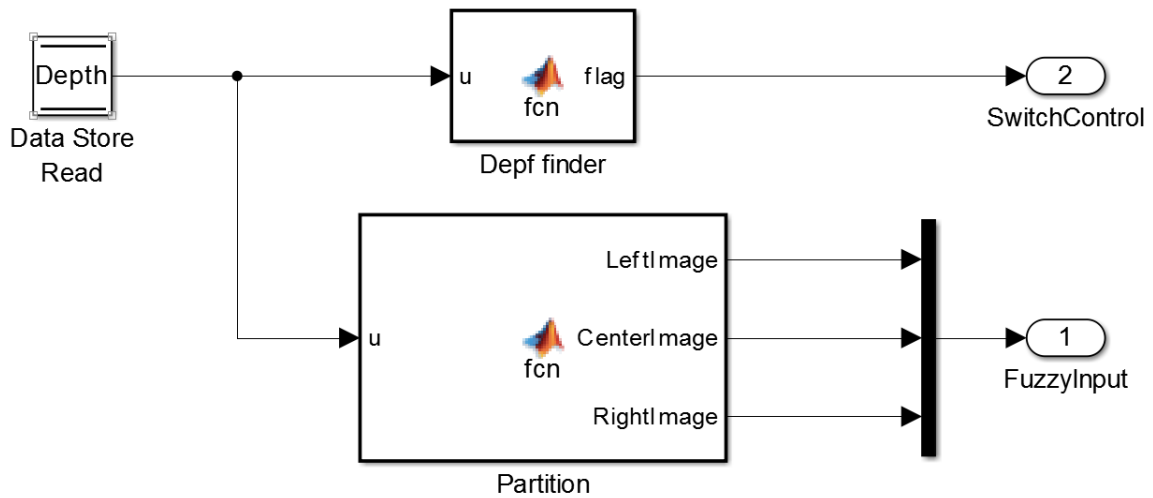 Depth
Data Store
Read
u
fcn
flag
Depf finder
2
SwitchControl
u
fcn
LeftImage
CenterImage
RightImage
Partition
1
FuzzyInput